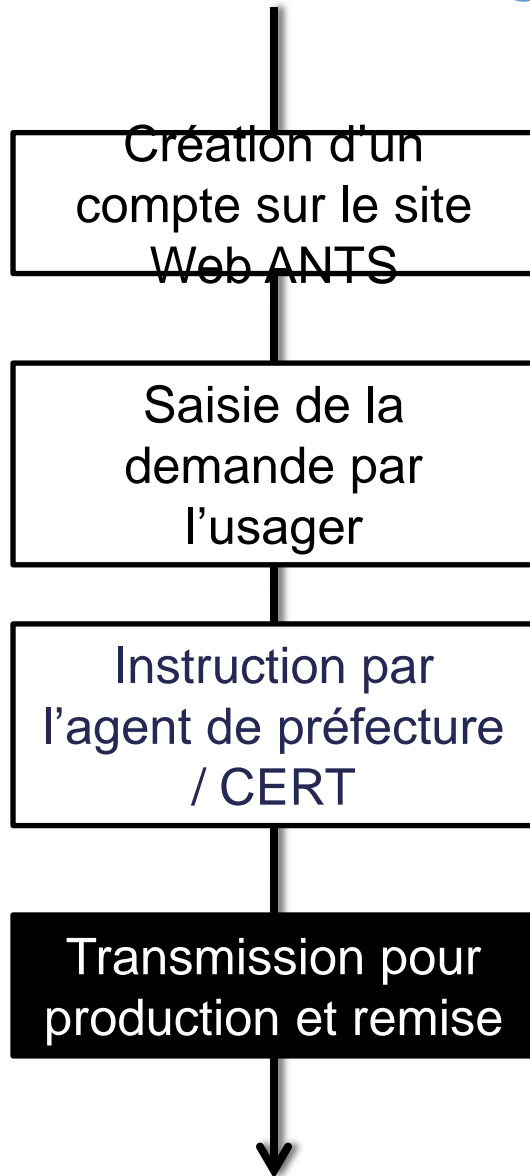 Création d'un
compte sur le site
Web ANTS
Saisie de la
demande par
l’usager
Instruction par
l’agent de préfecture
/ CERT
Transmission pour
production et remise